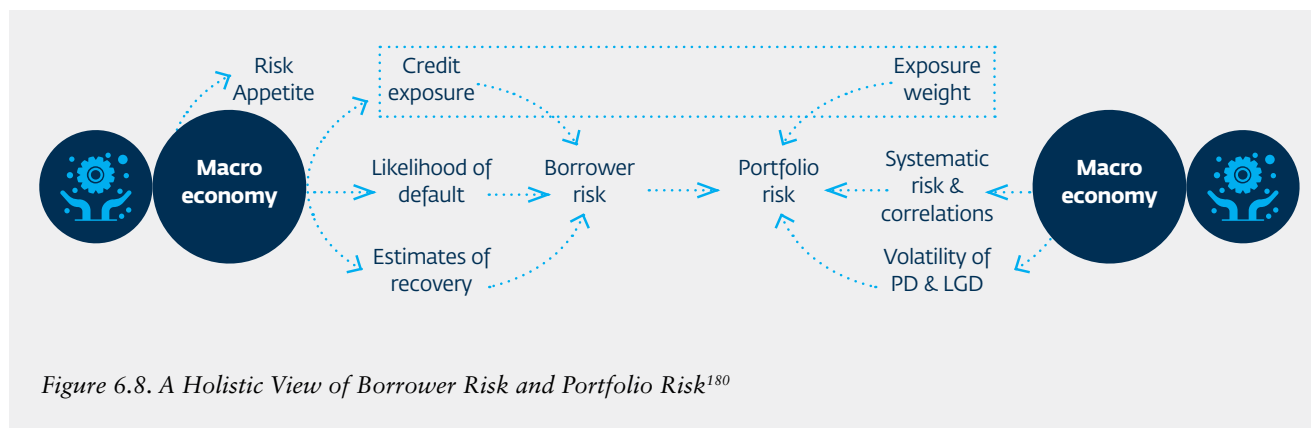 Risk
Appetite
Credit
exposure
Exposure
weight
Macro
economy
Likelihood of
default
Borrower
risk
Portfolio
risk
Systematic
risk &
correlations
Macro
economy
Estimates of
recovery
Volatility of
PD & LGD
Figure 6.8. A Holistic View of Borrower Risk and Portfolio Risk¹⁸⁰